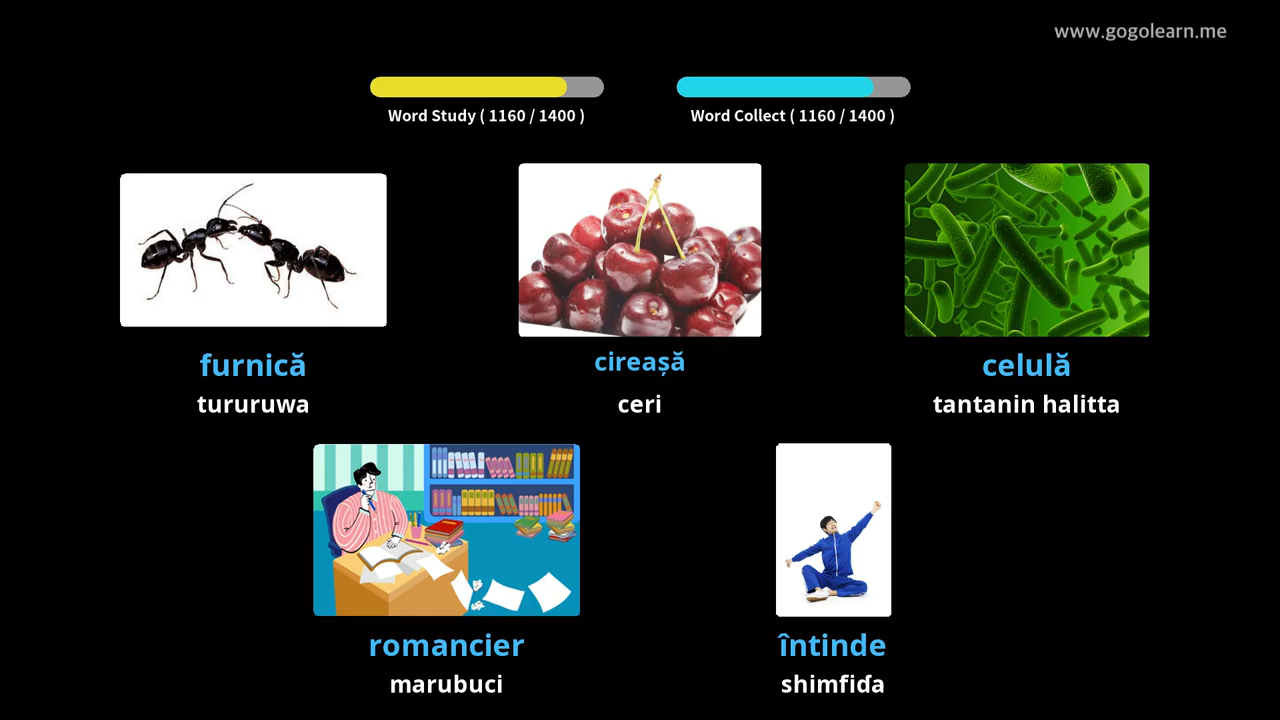 www.gogolearn.me
Word Study ( 1160 / 1400 )
Word Collect ( 1160 / 1400 )
furnică
cireașă
celulă
tururuwa
ceri
tantanin halitta
romancier
întinde
marubuci
shimfiɗa